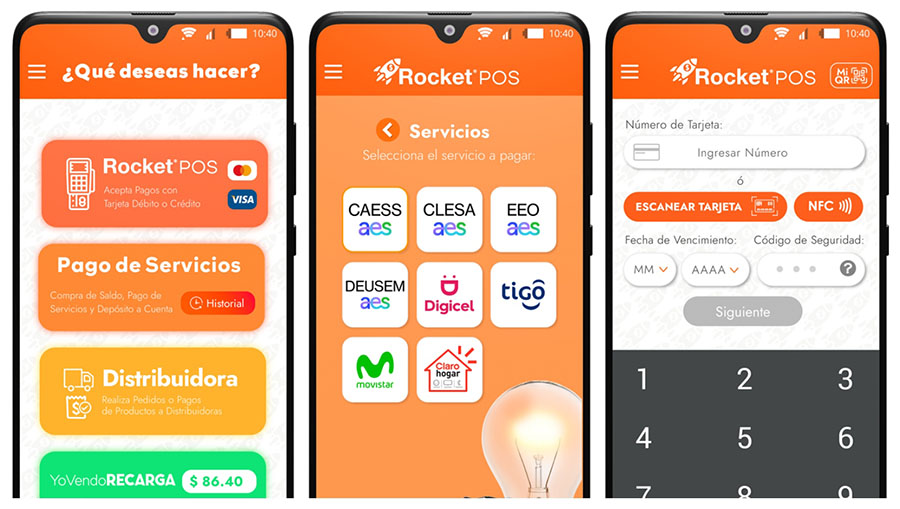 10:40
¿Qué deseas hacer?
Rocket® POS
Acepta Pagos con
Tarjeta Débito o Crédito
VISA
Pago de Servicios
Compra de Saldo, Pago de
Servicios y Depósito a Cuenta
Historial
Distribuidora
Realiza Pedidos o Pagos
de Productos a Distribuidoras
YoVendoRECARGA
$ 86.40
10:40
Rocket® POS
Servicios
Selecciona el servicio a pagar:
CAESS
aes
CLESA
aes
EEO
aes
DEUSEM
aes
Digicel
tigo
movistar
Claro
hogar
10:40
Rocket® POS
Mi
QR
Número de Tarjeta:
Ingresar Número
ó
ESCANEAR TARJETA
NFC
Fecha de Vencimiento:
Código de Seguridad:
MM
AAAA
?
Siguiente
1 2 3
4 5 6
7 8 9